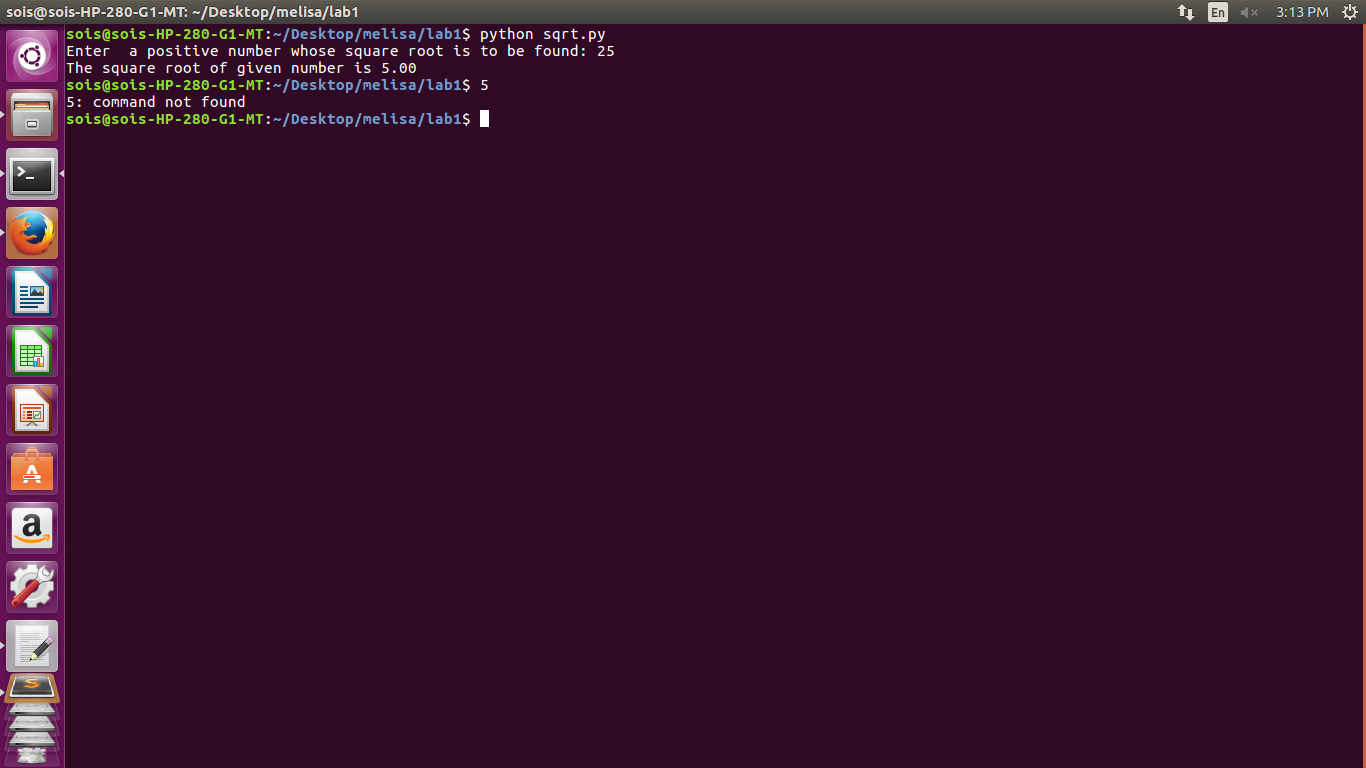 sois@sois-HP-280-G1-MT: ~/Desktop/melisa/lab1
En
3:13 PM
sois@sois-HP-280-G1-MT:~/Desktop/melisa/lab1$ python sqrt.py
Enter  a positive number whose square root is to be found: 25
The square root of given number is 5.00
sois@sois-HP-280-G1-MT:~/Desktop/melisa/lab1$ 5
5: command not found
sois@sois-HP-280-G1-MT:~/Desktop/melisa/lab1$